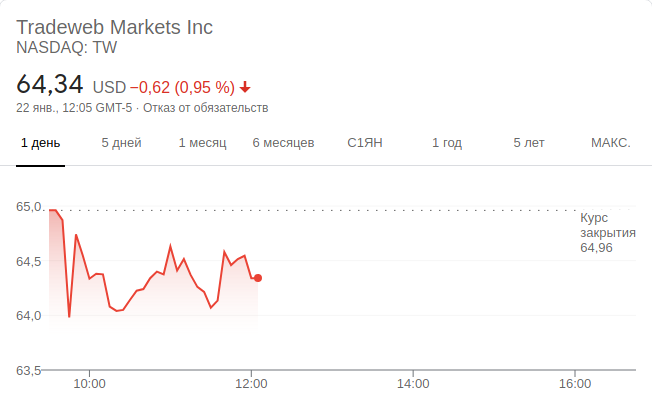 Tradeweb Markets Inc
NASDAQ: TW
64,34 USD −0,62 (0,95 %)
22 янв., 12:05 GMT-5 · Отказ от обязательств
1 день 5 дней 1 месяц 6 месяцев С1ЯН 1 год 5 лет МАКС.
65,0
Курс
закрытия
64,96
64,5
64,0
63,5
10:00 12:00 14:00 16:00